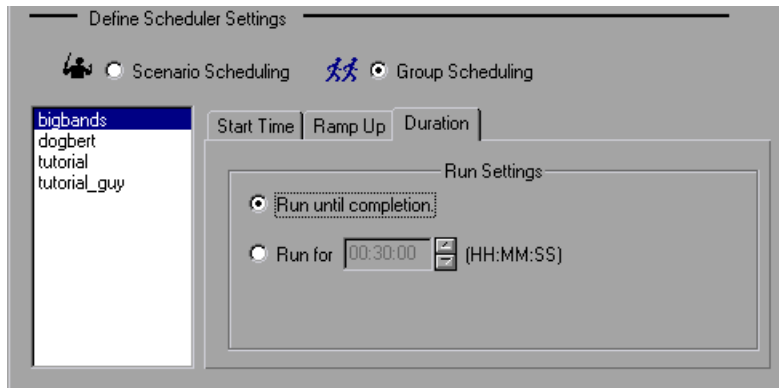 Define Scheduler Settings
Scenario Scheduling
Group Scheduling
bigbands
dogbert
tutorial
tutorial_guy
Start Time
Ramp Up
Duration
Run Settings
Run until completion.
Run for 00:30:00 (HH:MM:SS)